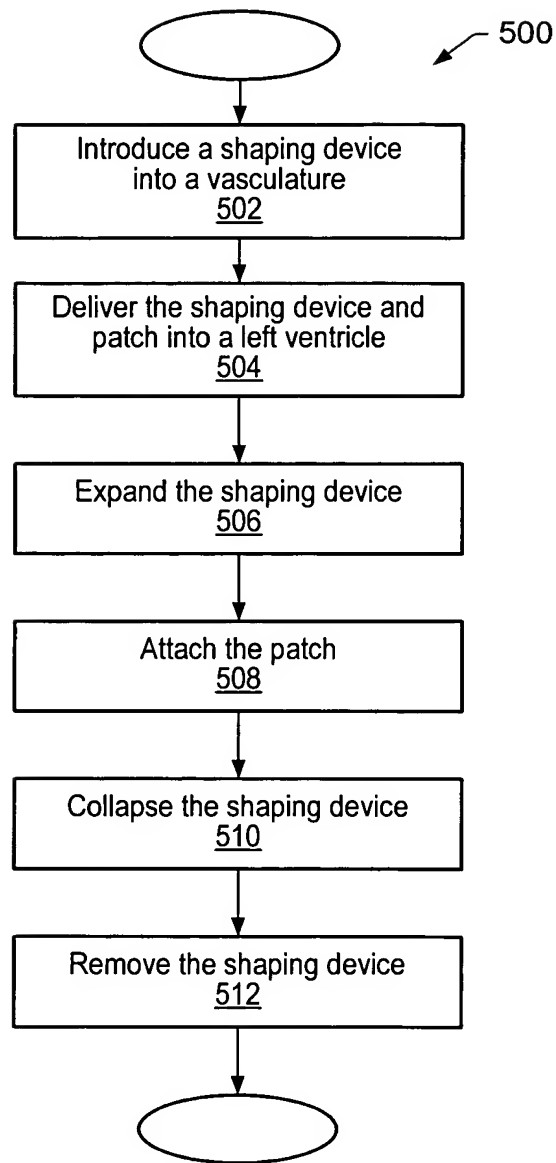 500
Introduce a shaping device
into a vasculature
502
Deliver the shaping device and
patch into a left ventricle
504
Expand the shaping device
506
Attach the patch
508
Collapse the shaping device
510
Remove the shaping device
512